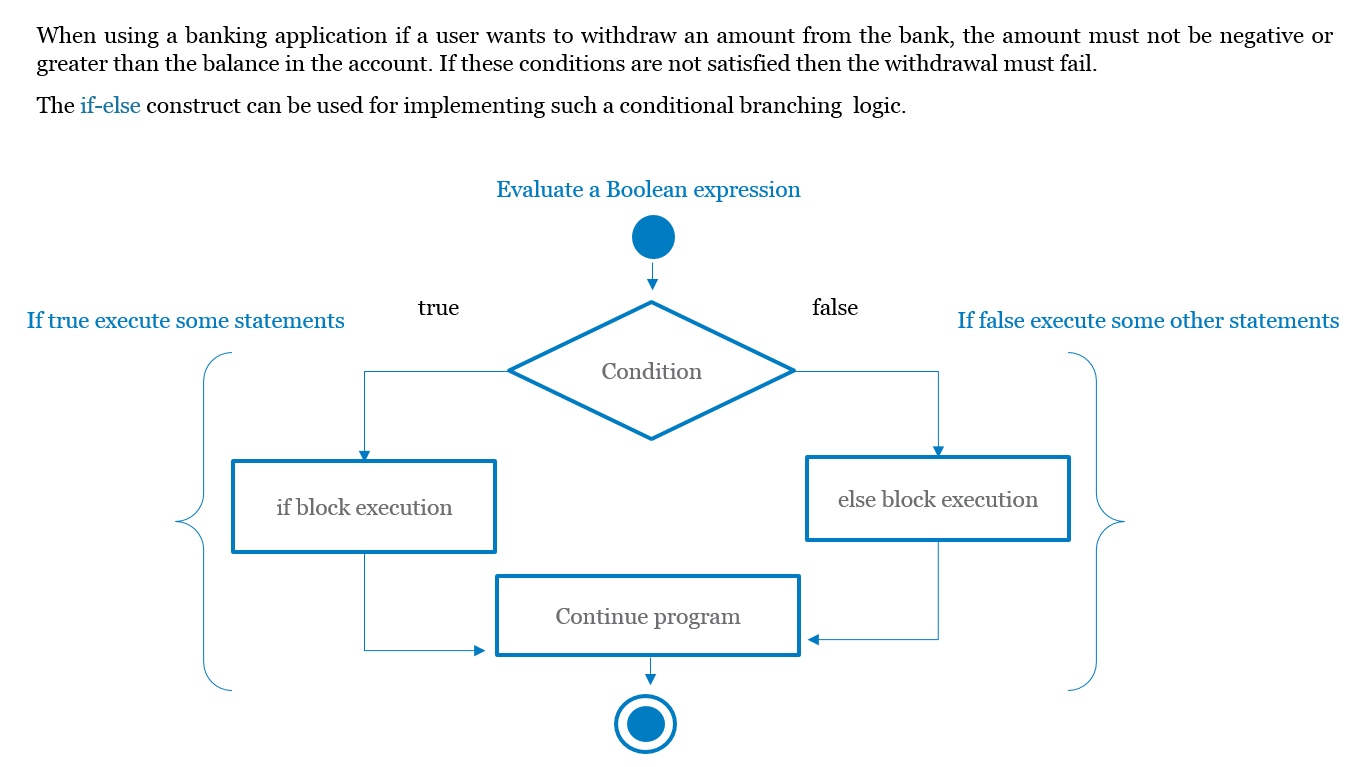 When using a banking application if a user wants to withdraw an amount from the bank, the amount must not be negative or
greater than the balance in the account. If these conditions are not satisfied then the withdrawal must fail.
The if-else construct can be used for implementing such a conditional branching  logic.
Evaluate a Boolean expression
true
false
If true execute some statements
If false execute some other statements
Condition
if block execution
else block execution
Continue program